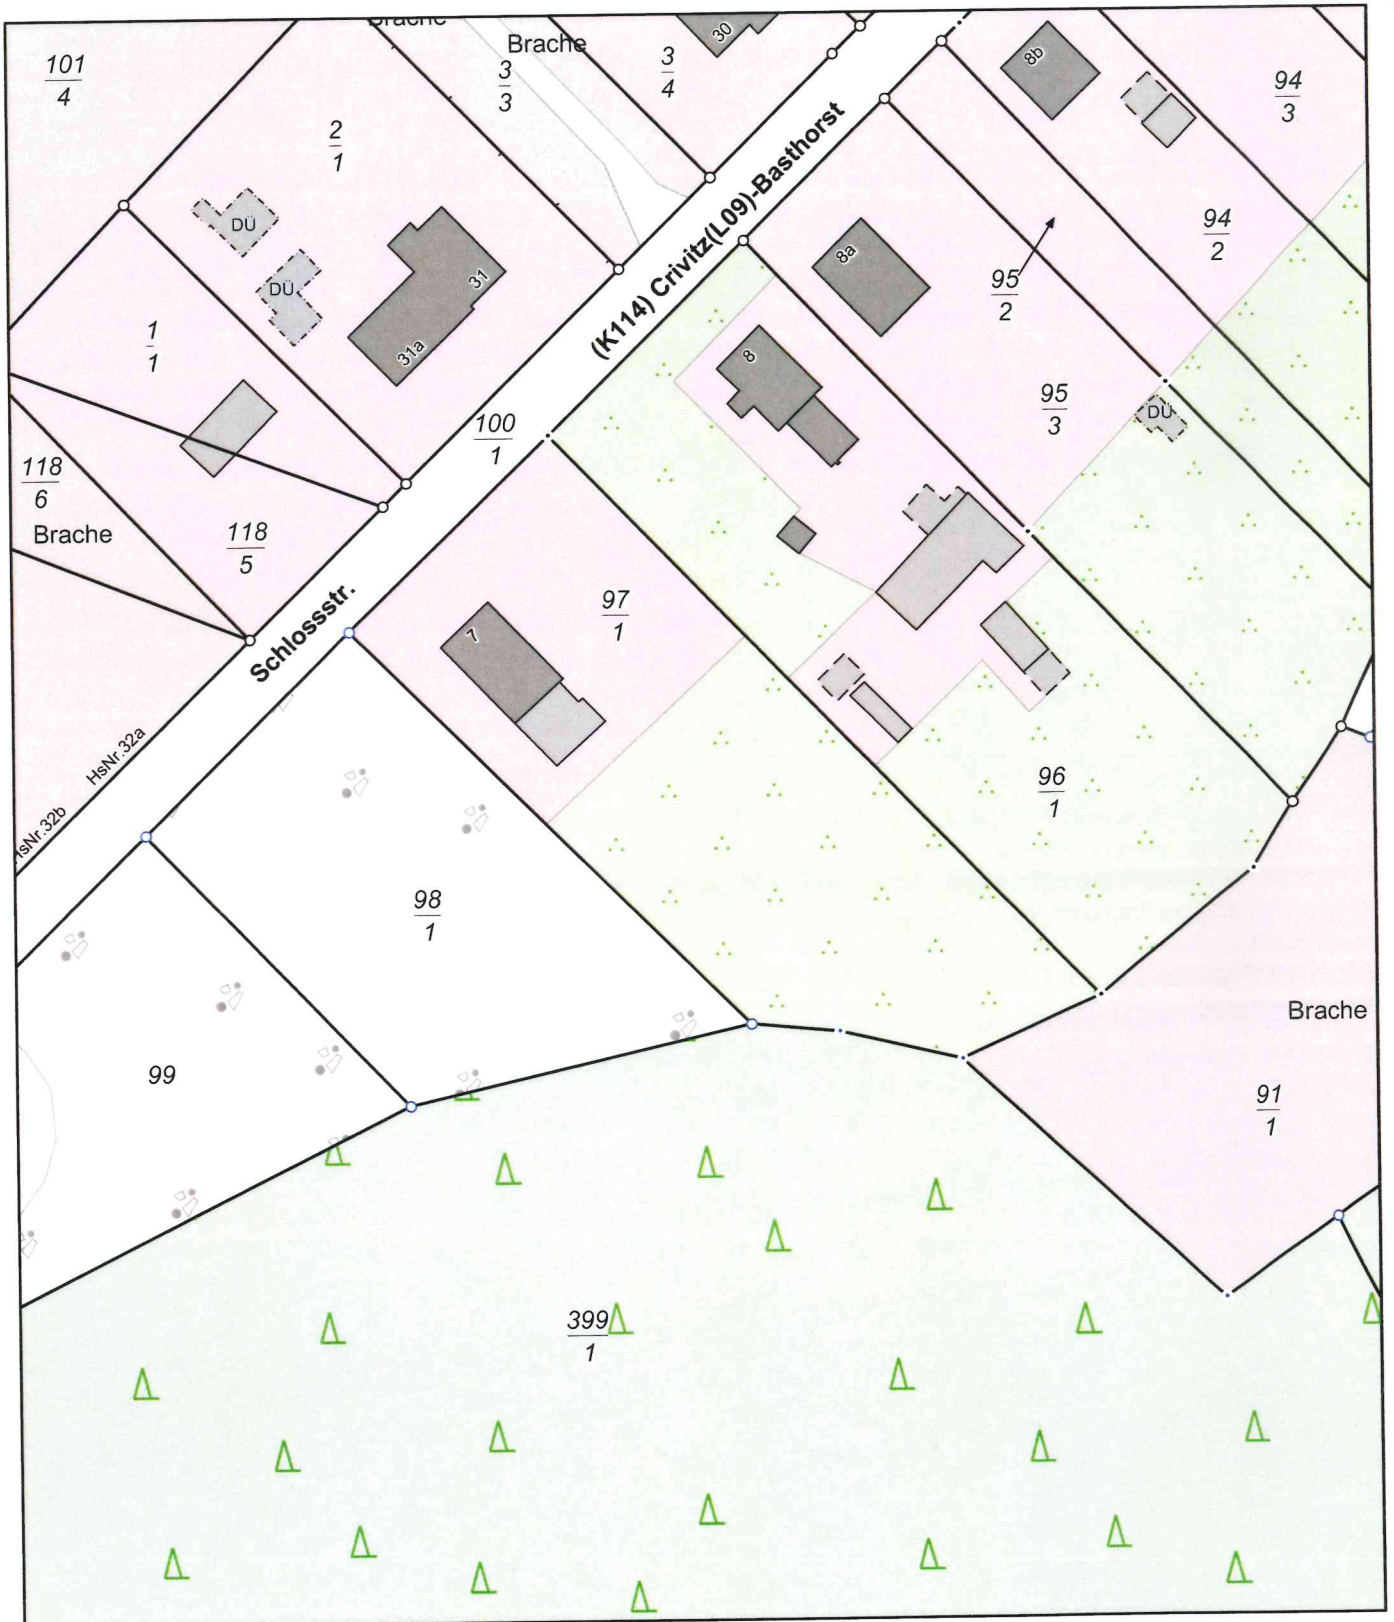 Brache
Brache
30
101
4
3
3
3
4
8b
94
3
2
1
DÜ
DÜ
31
31a
(K114) Crivitz(L09)-Basthorst
8a
95
2
94
2
1
1
8
95
3
DÜ
100
1
118
6
Brache
118
5
Schlossstr.
97
1
7
HsNr.32a
HsNr.32b
96
1
98
1
99
Brache
91
1
399
1